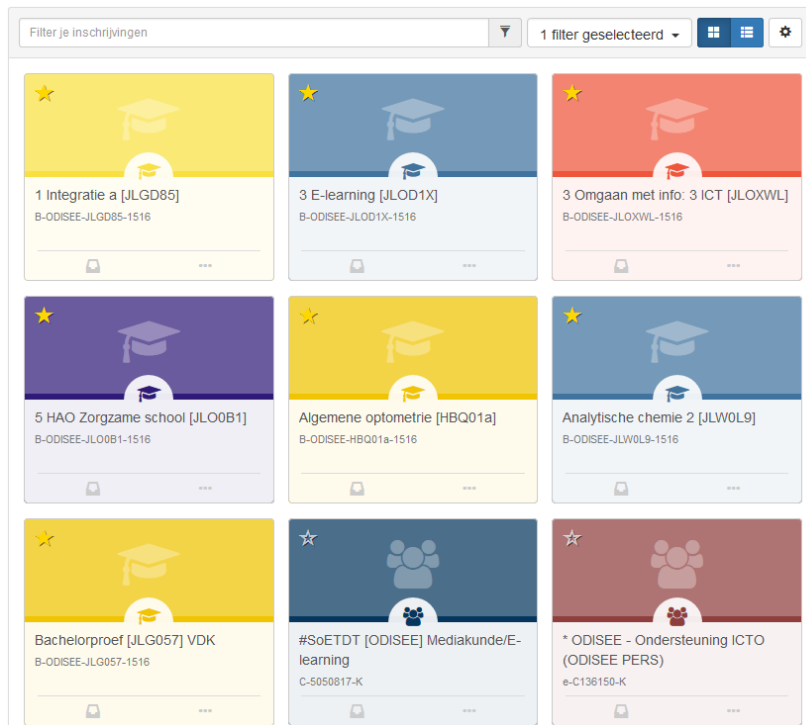 Filter je inschrijvingen
1 filter geselecteerd
1 Integratie a [JLGD85]
B-ODISEE-JLGD85-1516
3 E-learning [JLOD1X]
B-ODISEE-JLOD1X-1516
3 Omgaan met info: 3 ICT [JLOXWL]
B-ODISEE-JLOXWL-1516
5 HAO Zorgzame school [JLO0B1]
B-ODISEE-JLO0B1-1516
Algemene optometrie [HBQ01a]
B-ODISEE-HBQ01a-1516
Analytische chemie 2 [JLW0L9]
B-ODISEE-JLW0L9-1516
Bachelorproef [JLG057] VDK
B-ODISEE-JLG057-1516
#SoETDT [ODISEE] Mediakunde/E-
learning
C-5050817-K
* ODISEE - Ondersteuning ICTO
(ODISEE PERS)
e-C136150-K